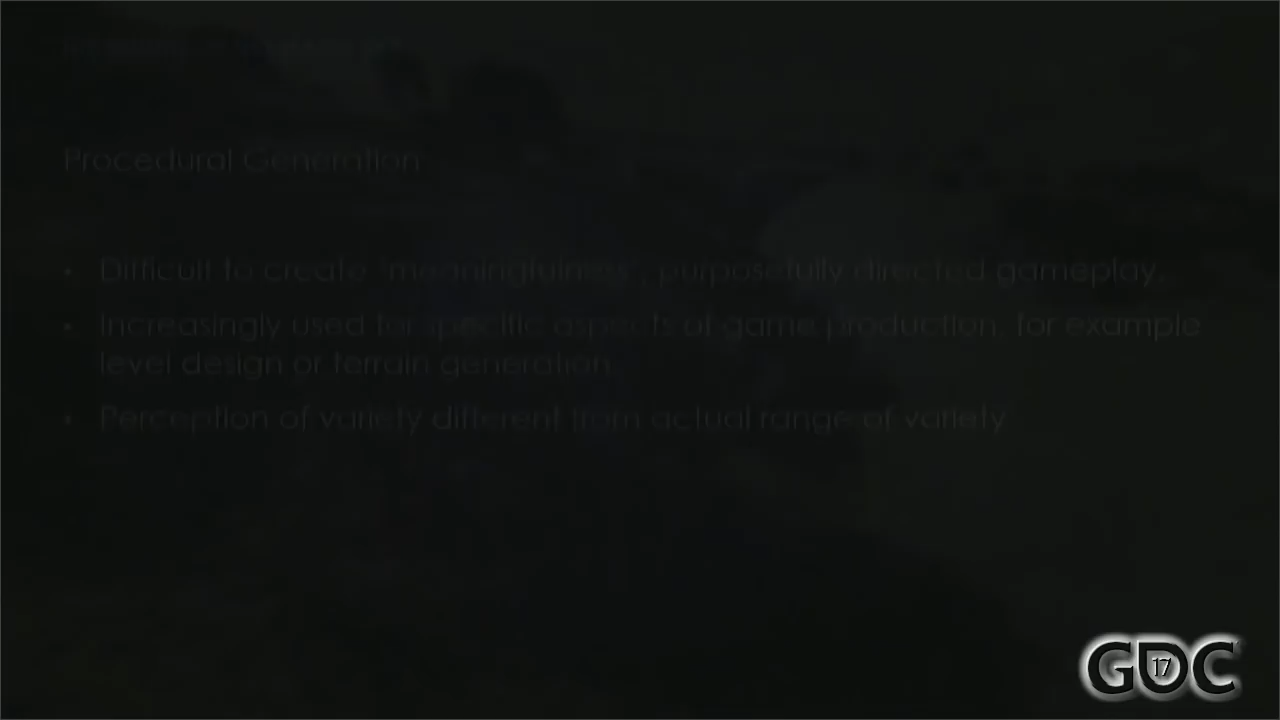 Procedural Generation
• Difficult to create 'meaningfulness', purposefully directed gameplay.
• Increasingly used for specific aspects of game production, for example
level design or terrain generation
• Perception of variety different from actual range of variety
GDC
17